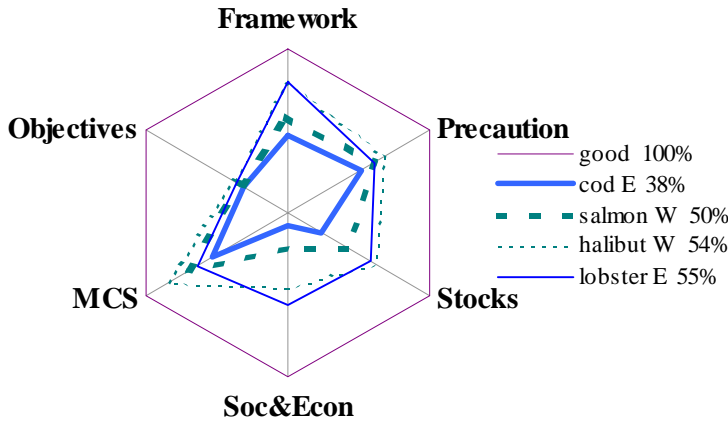 Framework
Objectives
Precaution
good 100%
cod E 38%
salmon W 50%
halibut W 54%
lobster E 55%
MCS
Stocks
Soc&Econ